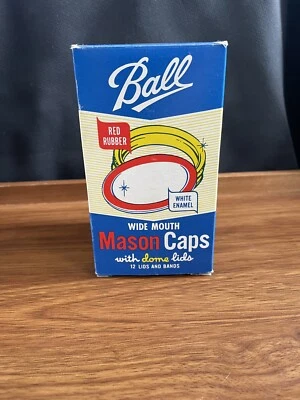 Ball
RED
RUBBER
WHITE
ENAMEL
WIDE MOUTH
Mason Caps
with dome lids
12 LIDS AND BANDS